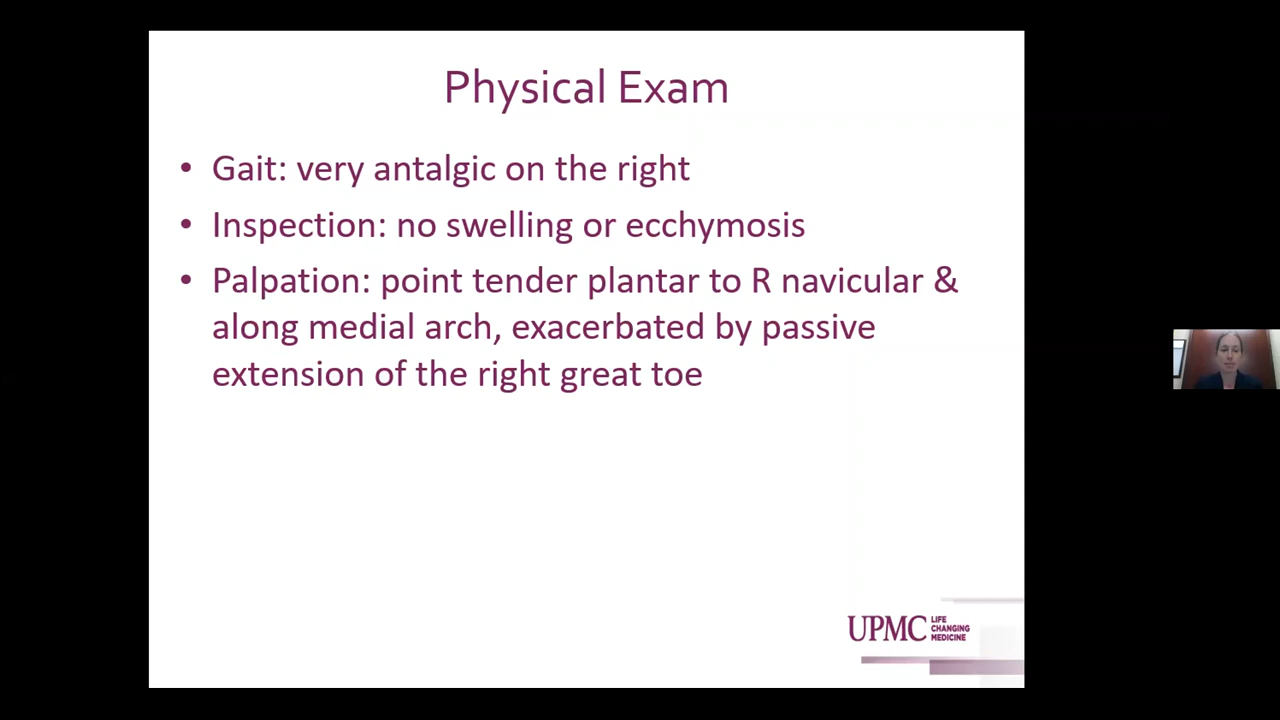 Physical Exam
• Gait: very antalgic on the right
• Inspection: no swelling or ecchymosis
• Palpation: point tender plantar to R navicular &
along medial arch, exacerbated by passive
extension of the right great toe
UPMC LIFE
CHANGING
MEDICINE